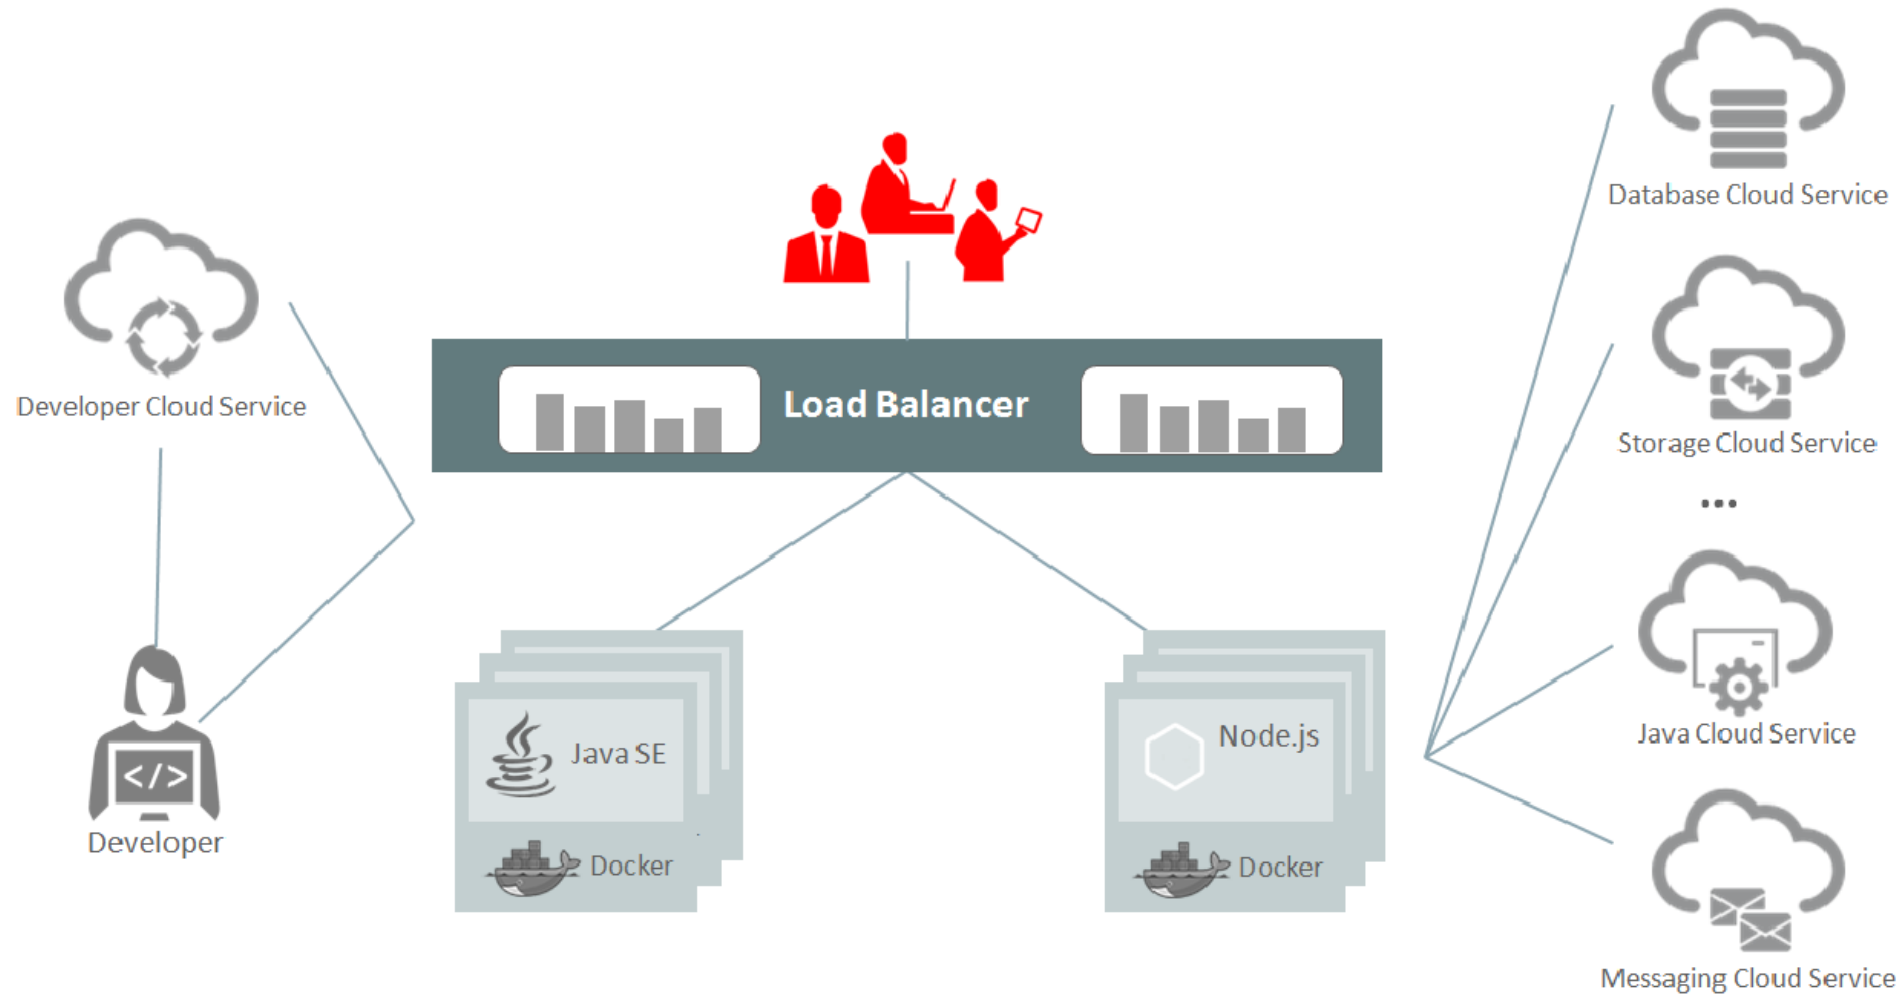 Database Cloud Service
Developer Cloud Service
Load Balancer
Storage Cloud Service
...
Java SE
Node.js
Java Cloud Service
</>
Developer
Docker
Docker
Messaging Cloud Service